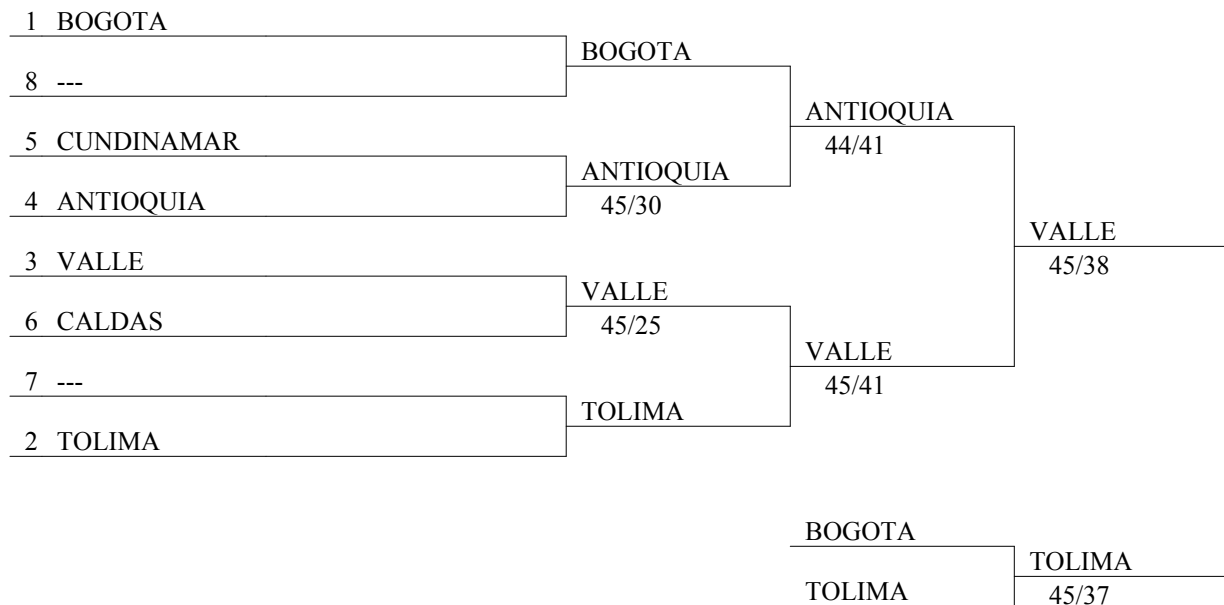 1 BOGOTA
BOGOTA
8 ---
ANTIOQUIA
44/41
5 CUNDINAMAR
ANTIOQUIA
45/30
4 ANTIOQUIA
VALLE
45/38
3 VALLE
VALLE
45/25
6 CALDAS
VALLE
45/41
7 ---
TOLIMA
2 TOLIMA
BOGOTA
TOLIMA
45/37
TOLIMA